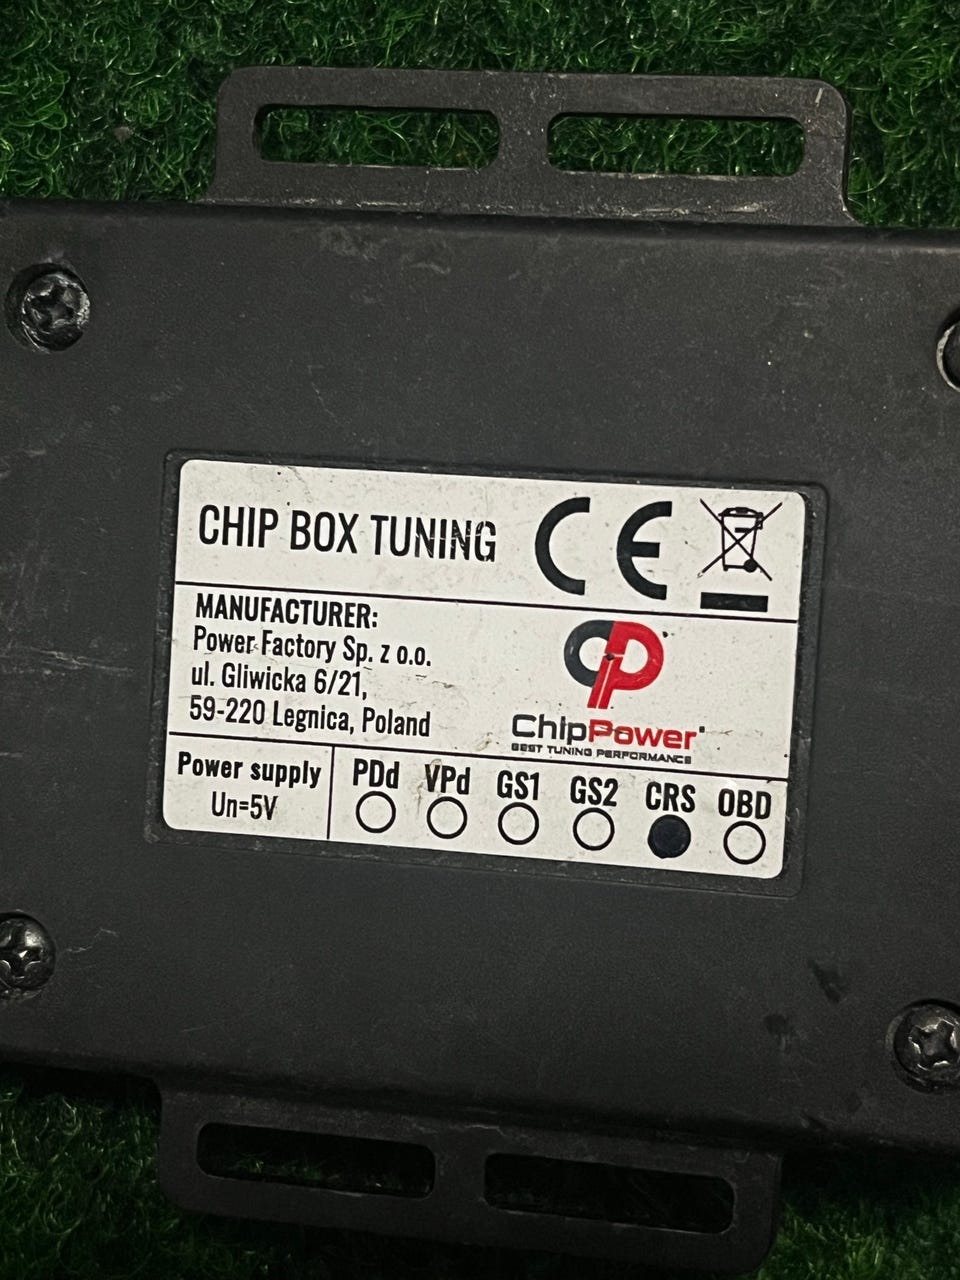 CHIP BOX TUNING
CE
MANUFACTURER:
Power Factory Sp. z o.o.
ul. Gliwicka 6/21,
59-220 Legnica, Poland
ChipPower
BEST TUNING PERFORMANCE
Power supply
Un=5V
PDd VPd GS1 GS2 CRS OBD